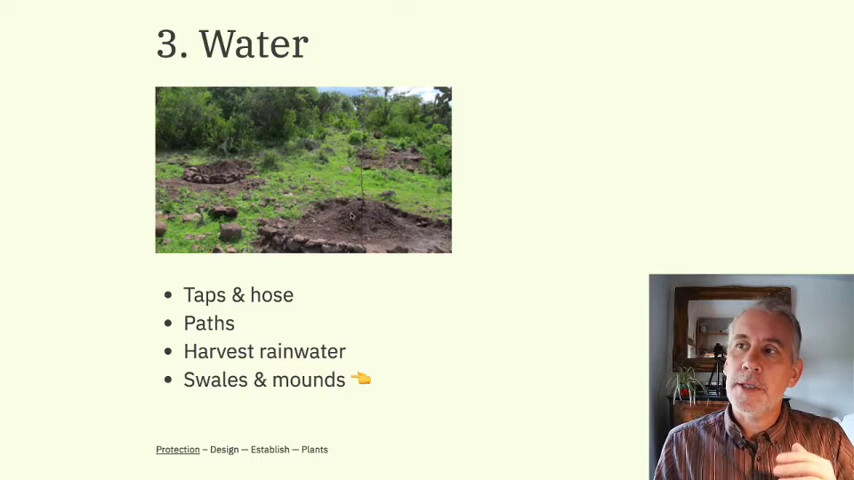 3. Water
Taps & hose
Paths
Harvest rainwater
Swales & mounds 👈
Protection – Design — Establish — Plants